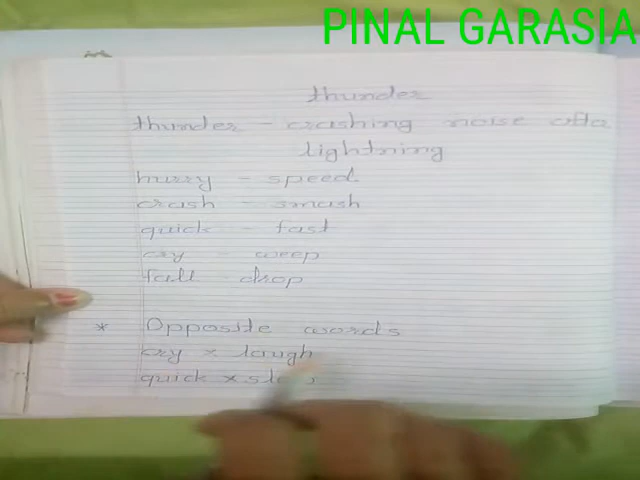 PINAL GARASIA
thunder
thunder - crashing noise after
lightning
hurry - speed
crash - smash
quick - fast
cry - weep
fall - drop
* Opposite words
cry × laugh
quick × slow